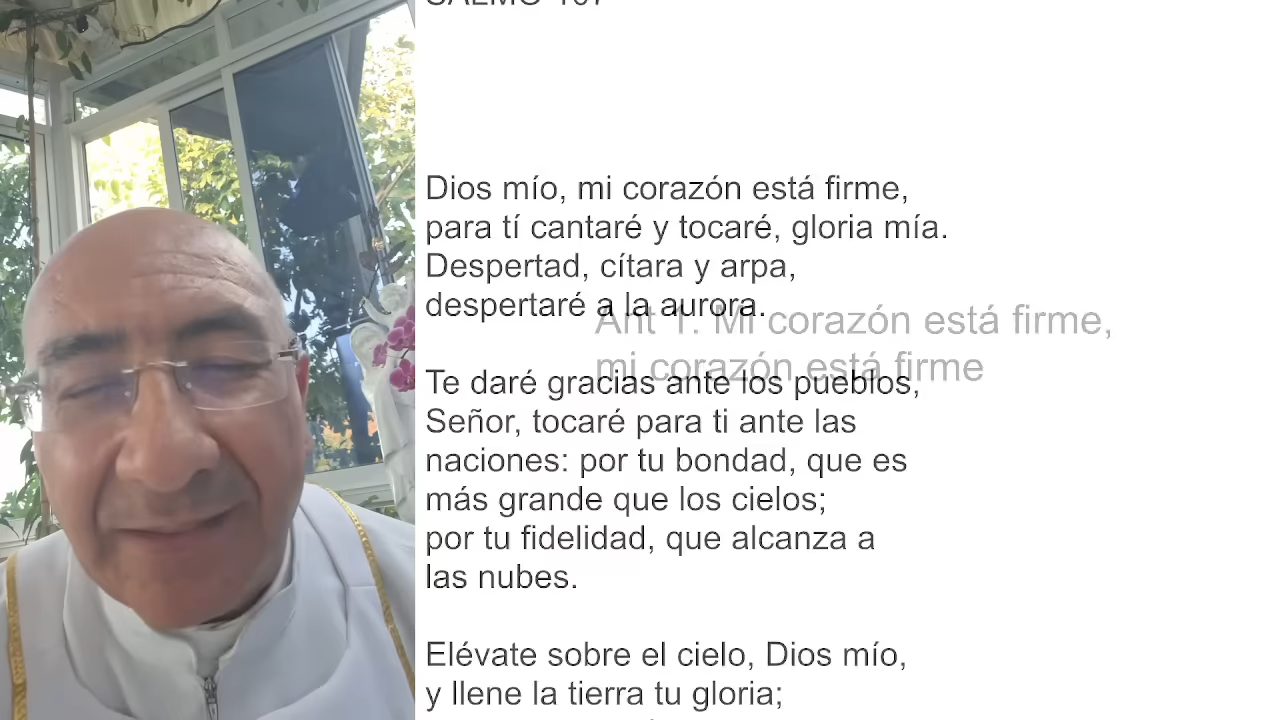 SALMO 107
Dios mío, mi corazón está firme,
para tí cantaré y tocaré, gloria mía.
Despertad, cítara y arpa,
despertaré a la aurora.
Ant 1. Mi corazón está firme,
mi corazón está firme
Te daré gracias ante los pueblos,
Señor, tocaré para ti ante las
naciones: por tu bondad, que es
más grande que los cielos;
por tu fidelidad, que alcanza a
las nubes.
Elévate sobre el cielo, Dios mío,
y llene la tierra tu gloria;